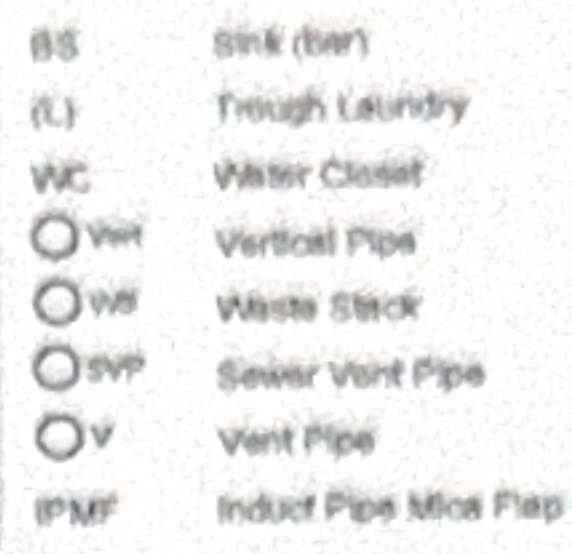 BS Sink (bar)
(L) Trough Laundry
WC Water Closet
Vert Vertical Pipe
WS Waste Stack
SVP Sewer Vent Pipe
V Vent Pipe
IPMF Induct Pipe Mica Flap